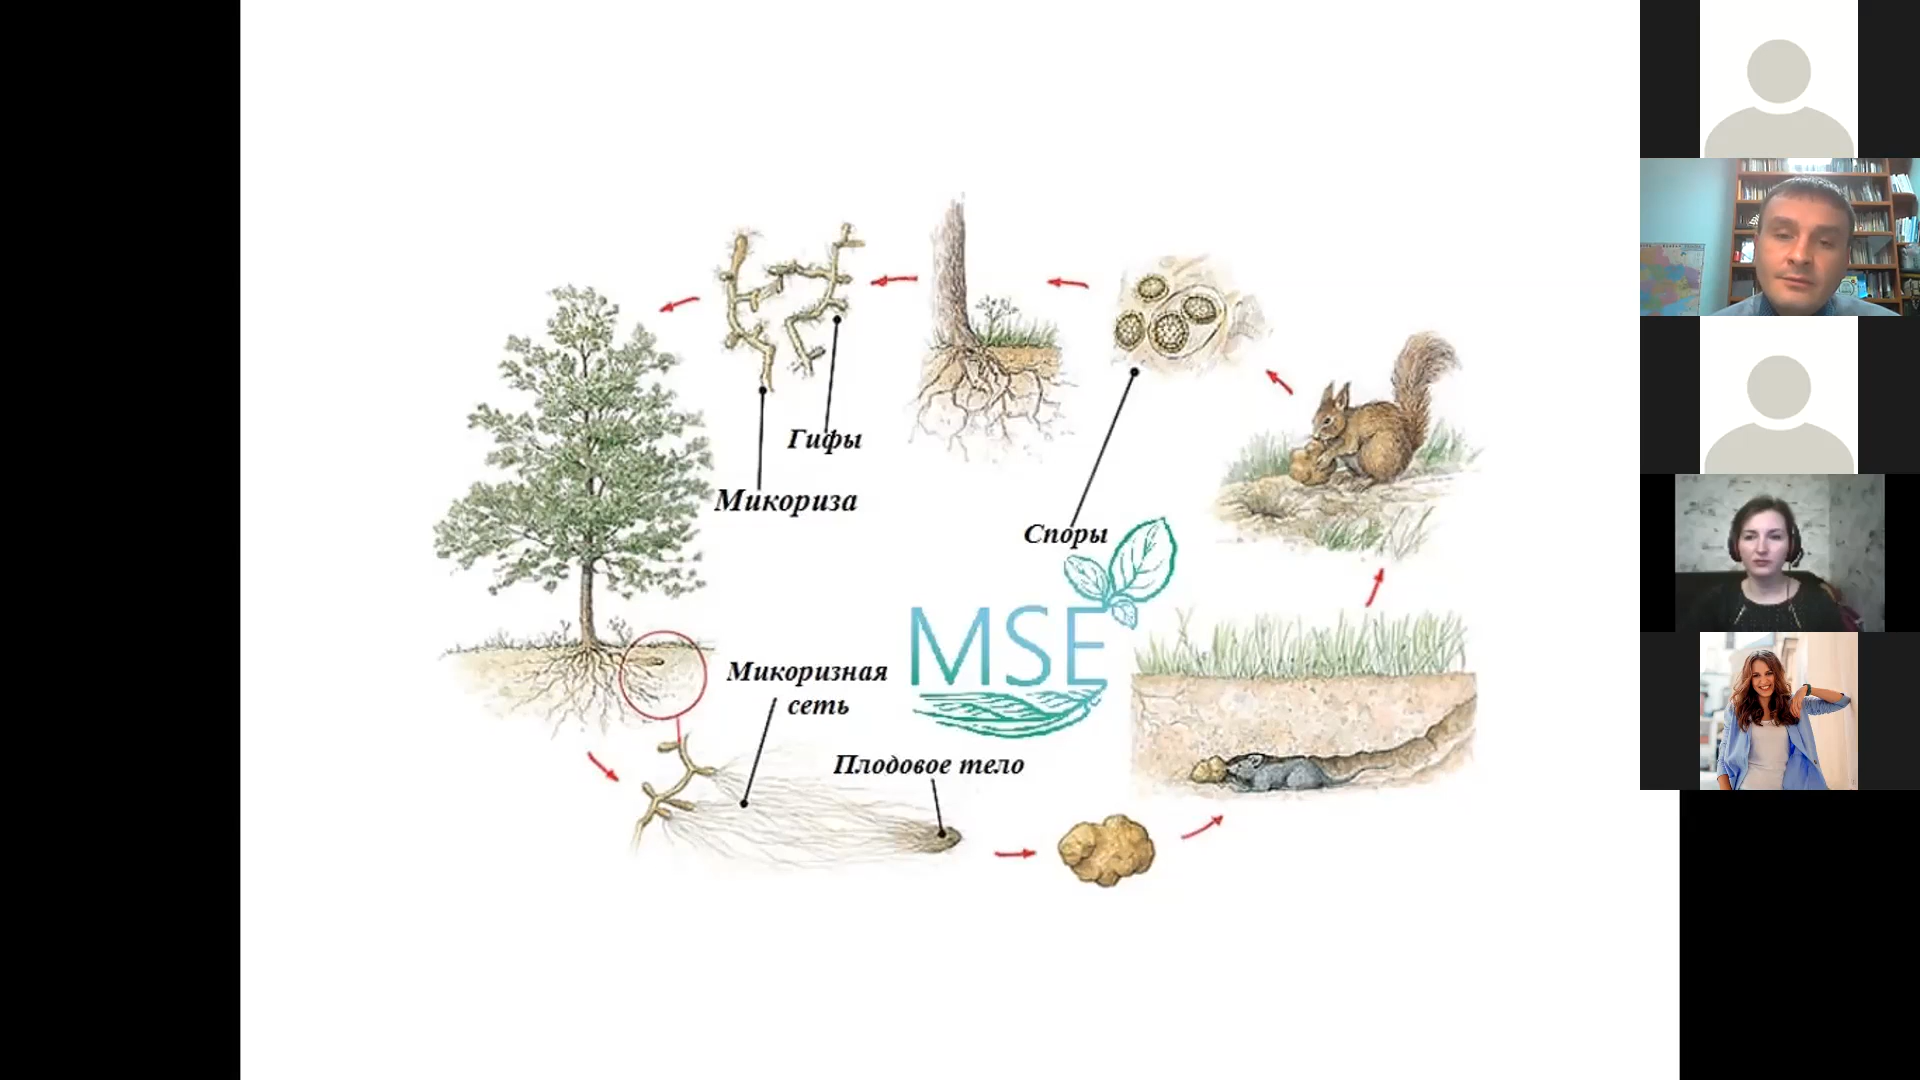 Гифы
Микориза
Споры
MSE
Микоризная
сеть
Плодовое тело